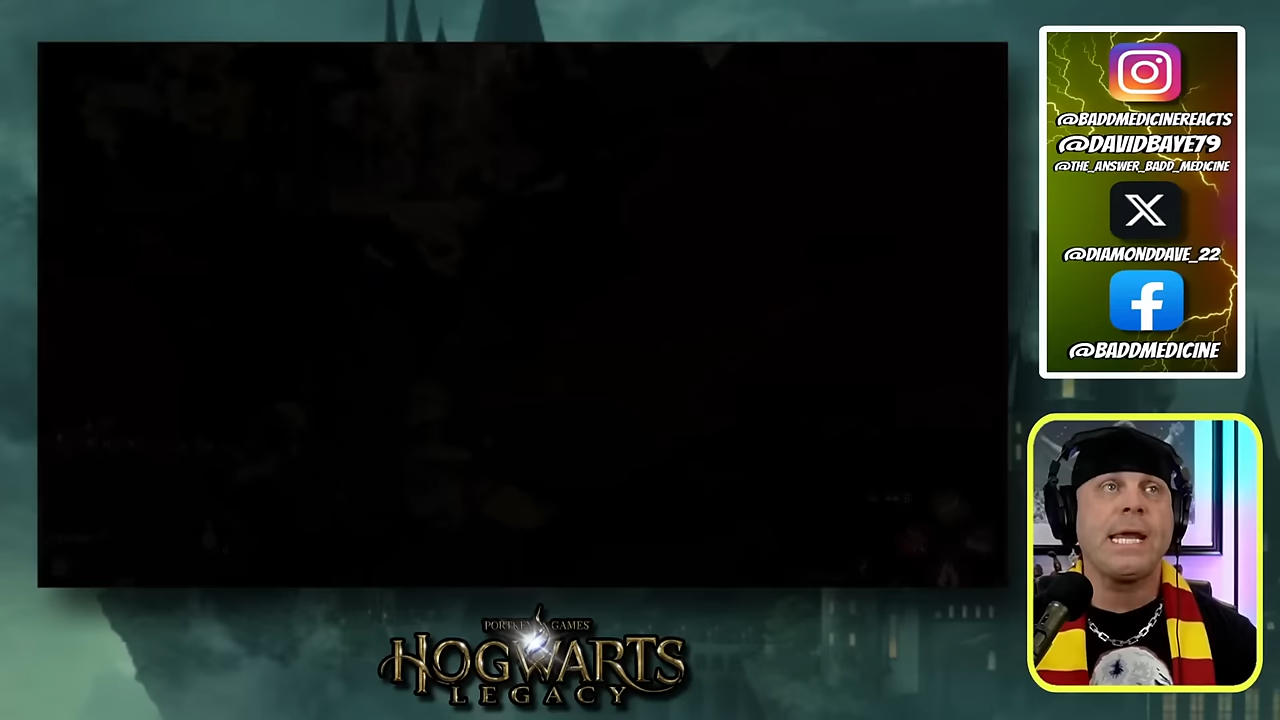 @BADDMEDICINEREACTS
@DAVIDBAYE79
@THE_ANSWER_BADD_MEDICINE
@DIAMONDDAVE_22
@BADDMEDICINE
PORTKEY GAMES
HOGWARTS
LEGACY